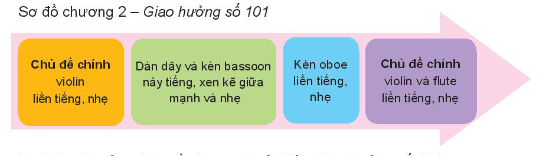 Sơ đồ chương 2 – Giao hưởng số 101
Chủ đề chính
violin
liền tiếng, nhẹ
Dàn dây và kèn bassoon
nảy tiếng, xen kẽ giữa
mạnh và nhẹ
Kèn oboe
liền tiếng,
nhẹ
Chủ đề chính
violin và flute
liền tiếng, nhẹ